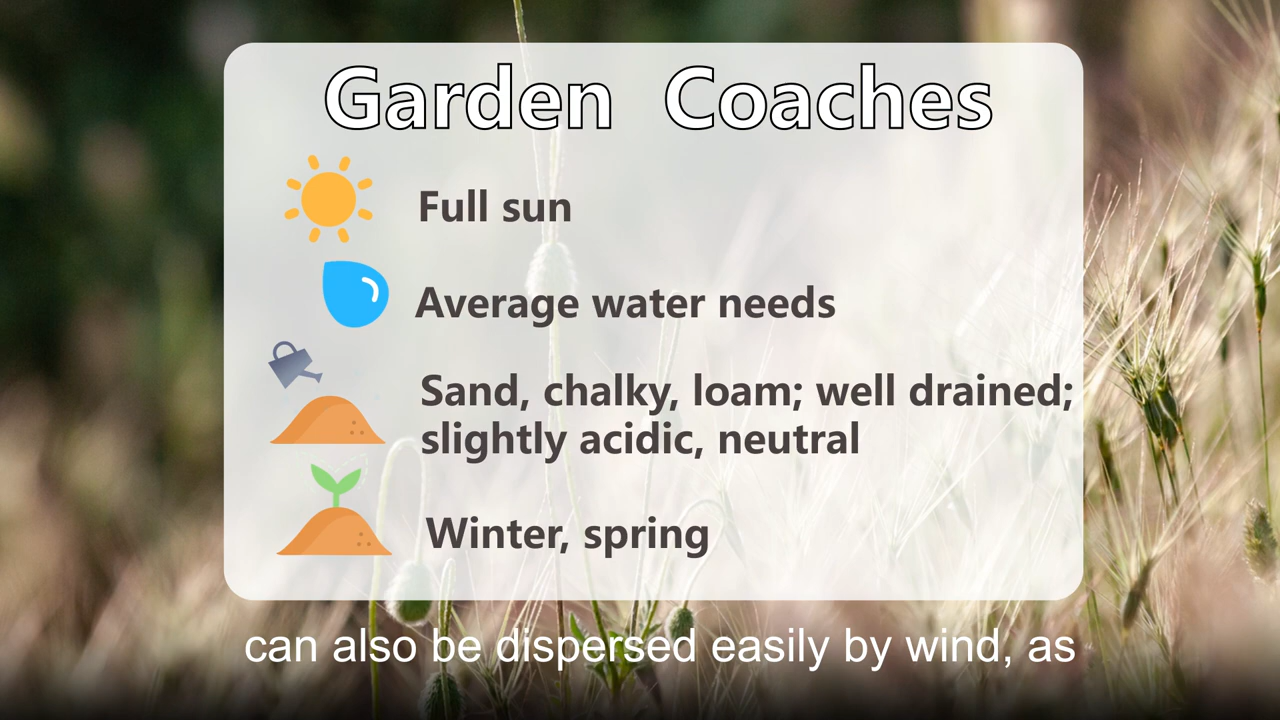 Garden Coaches
Full sun
Average water needs
Sand, chalky, loam; well drained;
slightly acidic, neutral
Winter, spring
can also be dispersed easily by wind, as